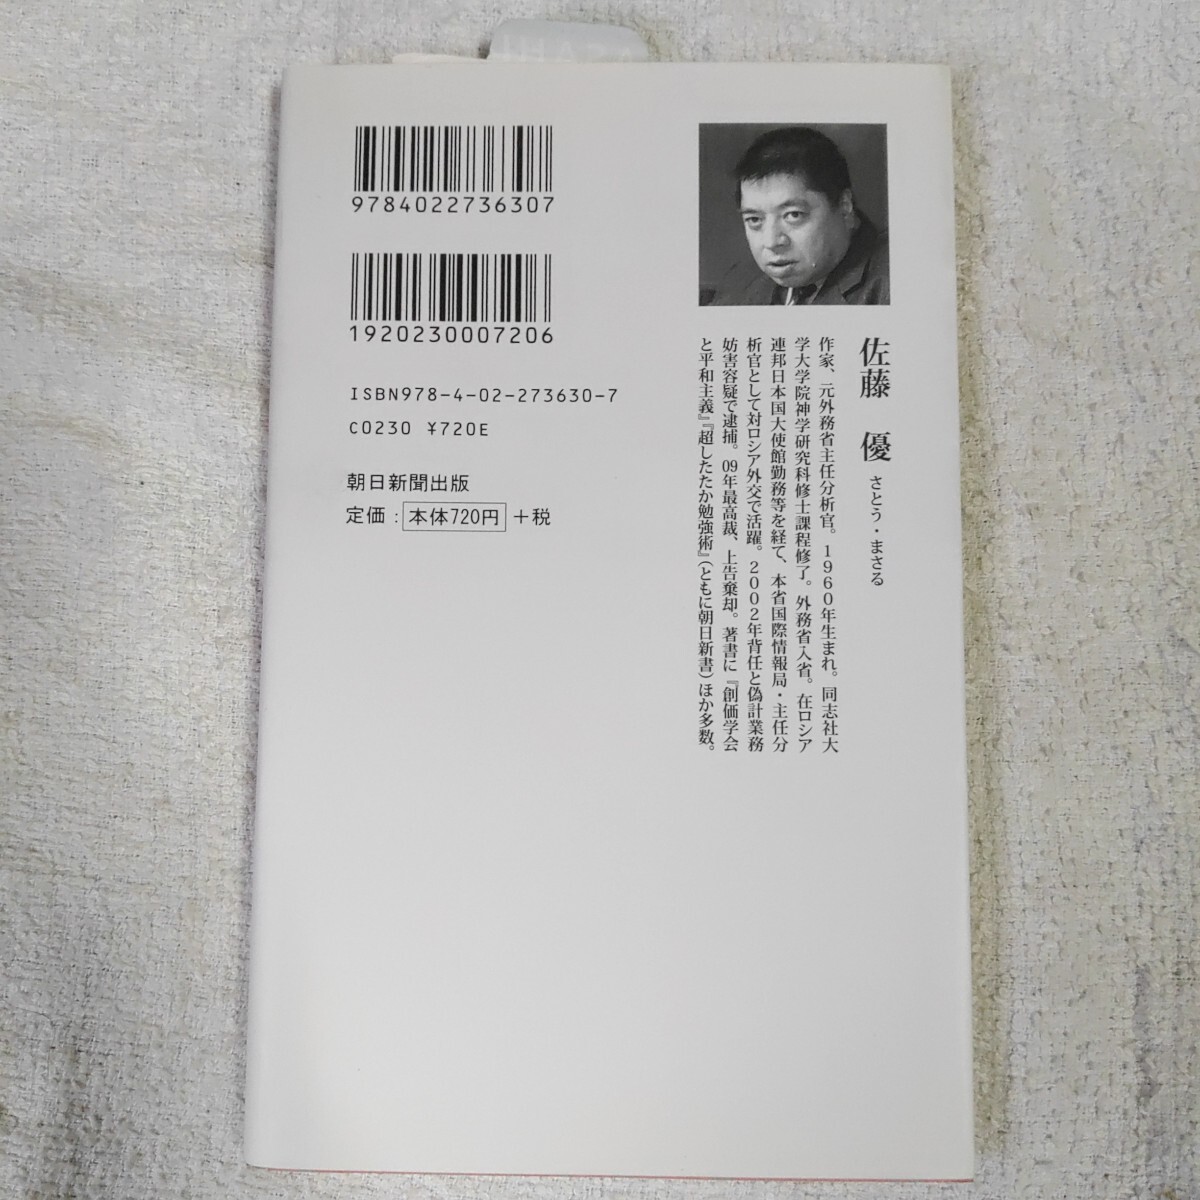 ASAHI
9784022736307
1920230007206
ISBN978-4-02-273630-7
C0230 ¥720E
朝日新聞出版
定価：本体720円＋税
佐藤　優 さとう・まさる
作家、元外務省主任分析官。1960年生まれ。同志社大
学大学院神学研究科修士課程修了。外務省入省。在ロシア
連邦日本国大使館勤務等を経て、本省国際情報局・主任分
析官として対ロシア外交で活躍。2002年背任と偽計業務
妨害容疑で逮捕。09年最高裁、上告棄却。著書に『創価学会
と平和主義』『超したたか勉強術』（ともに朝日新書）ほか多数。